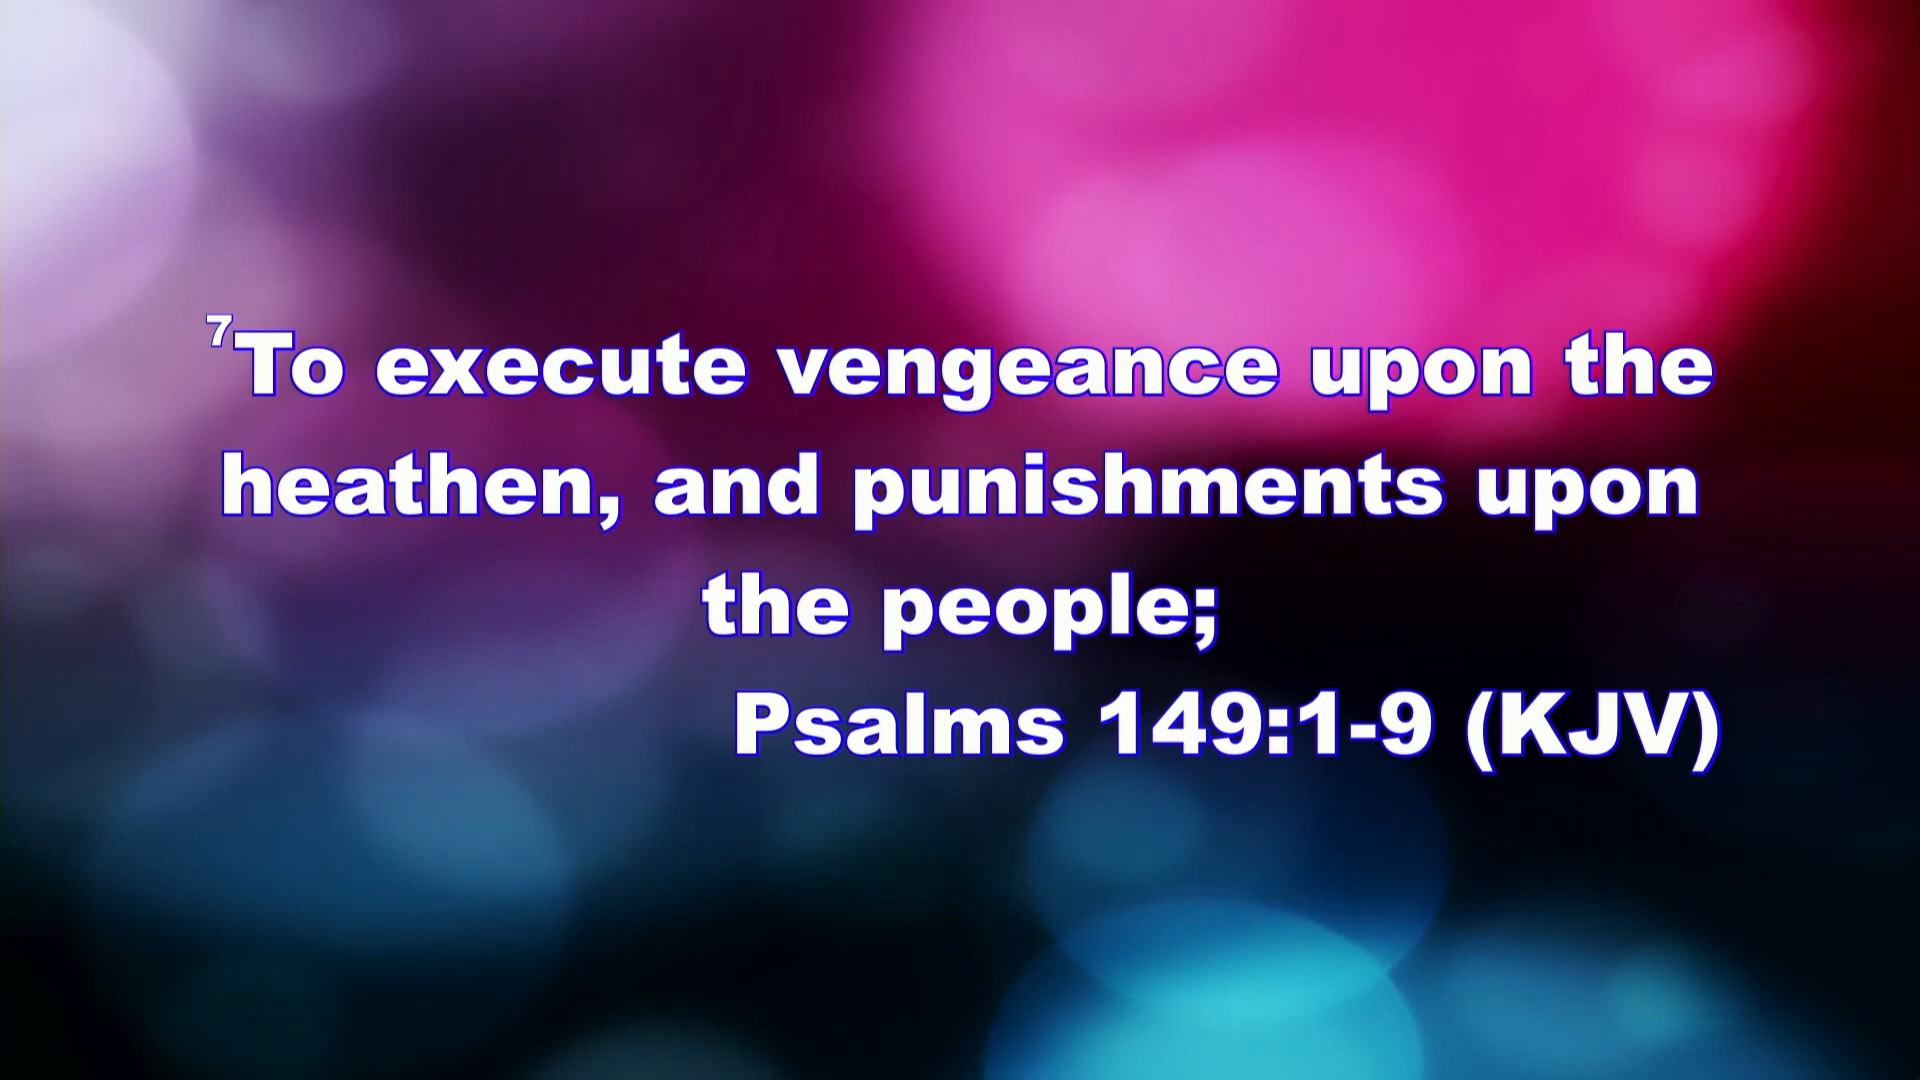 7To execute vengeance upon the
heathen, and punishments upon
the people;
Psalms 149:1-9 (KJV)